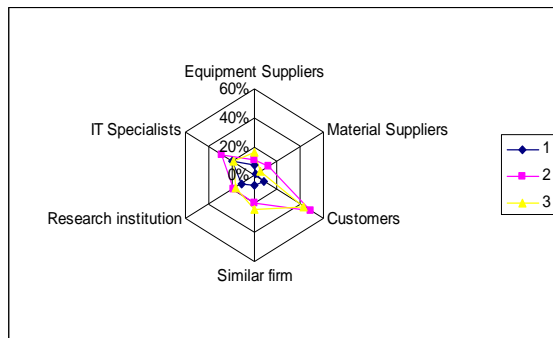 Equipment Suppliers
60%
40%
20%
0%
IT Specialists
Material Suppliers
Research institution
Customers
Similar firm
1
2
3